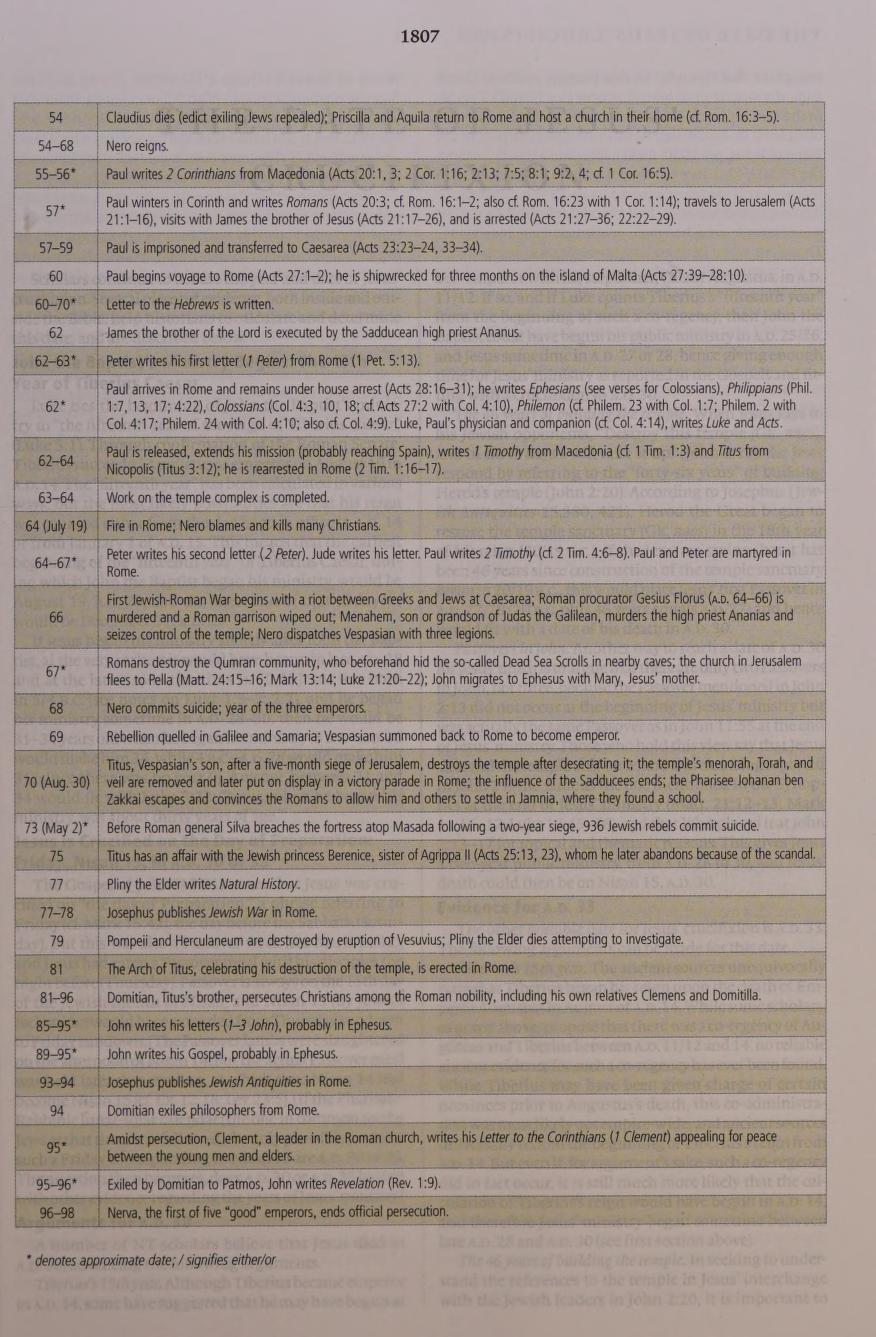 1807
54 Claudius dies (edict exiling Jews repealed); Priscilla and Aquila return to Rome and host a church in their home (cf. Rom. 16:3–5).
54–68 Nero reigns.
55–56* Paul writes 2 Corinthians from Macedonia (Acts 20:1, 3; 2 Cor. 1:16; 2:13; 7:5; 8:1; 9:2, 4; cf. 1 Cor. 16:5).
57* Paul winters in Corinth and writes Romans (Acts 20:3; cf. Rom. 16:1–2; also cf. Rom. 16:23 with 1 Cor. 1:14); travels to Jerusalem (Acts
21:1–16), visits with James the brother of Jesus (Acts 21:17–26), and is arrested (Acts 21:27–36; 22:22–29).
57–59 Paul is imprisoned and transferred to Caesarea (Acts 23:23–24, 33–34).
60 Paul begins voyage to Rome (Acts 27:1–2); he is shipwrecked for three months on the island of Malta (Acts 27:39–28:10).
60–70* Letter to the Hebrews is written.
62 James the brother of the Lord is executed by the Sadducean high priest Ananus.
62–63* Peter writes his first letter (1 Peter) from Rome (1 Pet. 5:13).
62* Paul arrives in Rome and remains under house arrest (Acts 28:16–31); he writes Ephesians (see verses for Colossians), Philippians (Phil.
1:7, 13, 17; 4:22), Colossians (Col. 4:3, 10, 18; cf. Acts 27:2 with Col. 4:10), Philemon (cf. Philem. 23 with Col. 1:7; Philem. 2 with
Col. 4:17; Philem. 24 with Col. 4:10; also cf. Col. 4:9). Luke, Paul's physician and companion (cf. Col. 4:14), writes Luke and Acts.
62–64 Paul is released, extends his mission (probably reaching Spain), writes 1 Timothy from Macedonia (cf. 1 Tim. 1:3) and Titus from
Nicopolis (Titus 3:12); he is rearrested in Rome (2 Tim. 1:16–17).
63–64 Work on the temple complex is completed.
64 (July 19) Fire in Rome; Nero blames and kills many Christians.
64–67* Peter writes his second letter (2 Peter). Jude writes his letter. Paul writes 2 Timothy (cf. 2 Tim. 4:6–8). Paul and Peter are martyred in
Rome.
66 First Jewish-Roman War begins with a riot between Greeks and Jews at Caesarea; Roman procurator Gesius Florus (A.D. 64–66) is
murdered and a Roman garrison wiped out; Menahem, son or grandson of Judas the Galilean, murders the high priest Ananias and
seizes control of the temple; Nero dispatches Vespasian with three legions.
67* Romans destroy the Qumran community, who beforehand hid the so-called Dead Sea Scrolls in nearby caves; the church in Jerusalem
flees to Pella (Matt. 24:15–16; Mark 13:14; Luke 21:20–22); John migrates to Ephesus with Mary, Jesus' mother.
68 Nero commits suicide; year of the three emperors.
69 Rebellion quelled in Galilee and Samaria; Vespasian summoned back to Rome to become emperor.
70 (Aug. 30) Titus, Vespasian's son, after a five-month siege of Jerusalem, destroys the temple after desecrating it; the temple's menorah, Torah, and
veil are removed and later put on display in a victory parade in Rome; the influence of the Sadducees ends; the Pharisee Johanan ben
Zakkai escapes and convinces the Romans to allow him and others to settle in Jamnia, where they found a school.
73 (May 2)* Before Roman general Silva breaches the fortress atop Masada following a two-year siege, 936 Jewish rebels commit suicide.
75 Titus has an affair with the Jewish princess Berenice, sister of Agrippa II (Acts 25:13, 23), whom he later abandons because of the scandal.
77 Pliny the Elder writes Natural History.
77–78 Josephus publishes Jewish War in Rome.
79 Pompeii and Herculaneum are destroyed by eruption of Vesuvius; Pliny the Elder dies attempting to investigate.
81 The Arch of Titus, celebrating his destruction of the temple, is erected in Rome.
81–96 Domitian, Titus's brother, persecutes Christians among the Roman nobility, including his own relatives Clemens and Domitilla.
85–95* John writes his letters (1–3 John), probably in Ephesus.
89–95* John writes his Gospel, probably in Ephesus.
93–94 Josephus publishes Jewish Antiquities in Rome.
94 Domitian exiles philosophers from Rome.
95* Amidst persecution, Clement, a leader in the Roman church, writes his Letter to the Corinthians (1 Clement) appealing for peace
between the young men and elders.
95–96* Exiled by Domitian to Patmos, John writes Revelation (Rev. 1:9).
96–98 Nerva, the first of five "good" emperors, ends official persecution.
* denotes approximate date; / signifies either/or